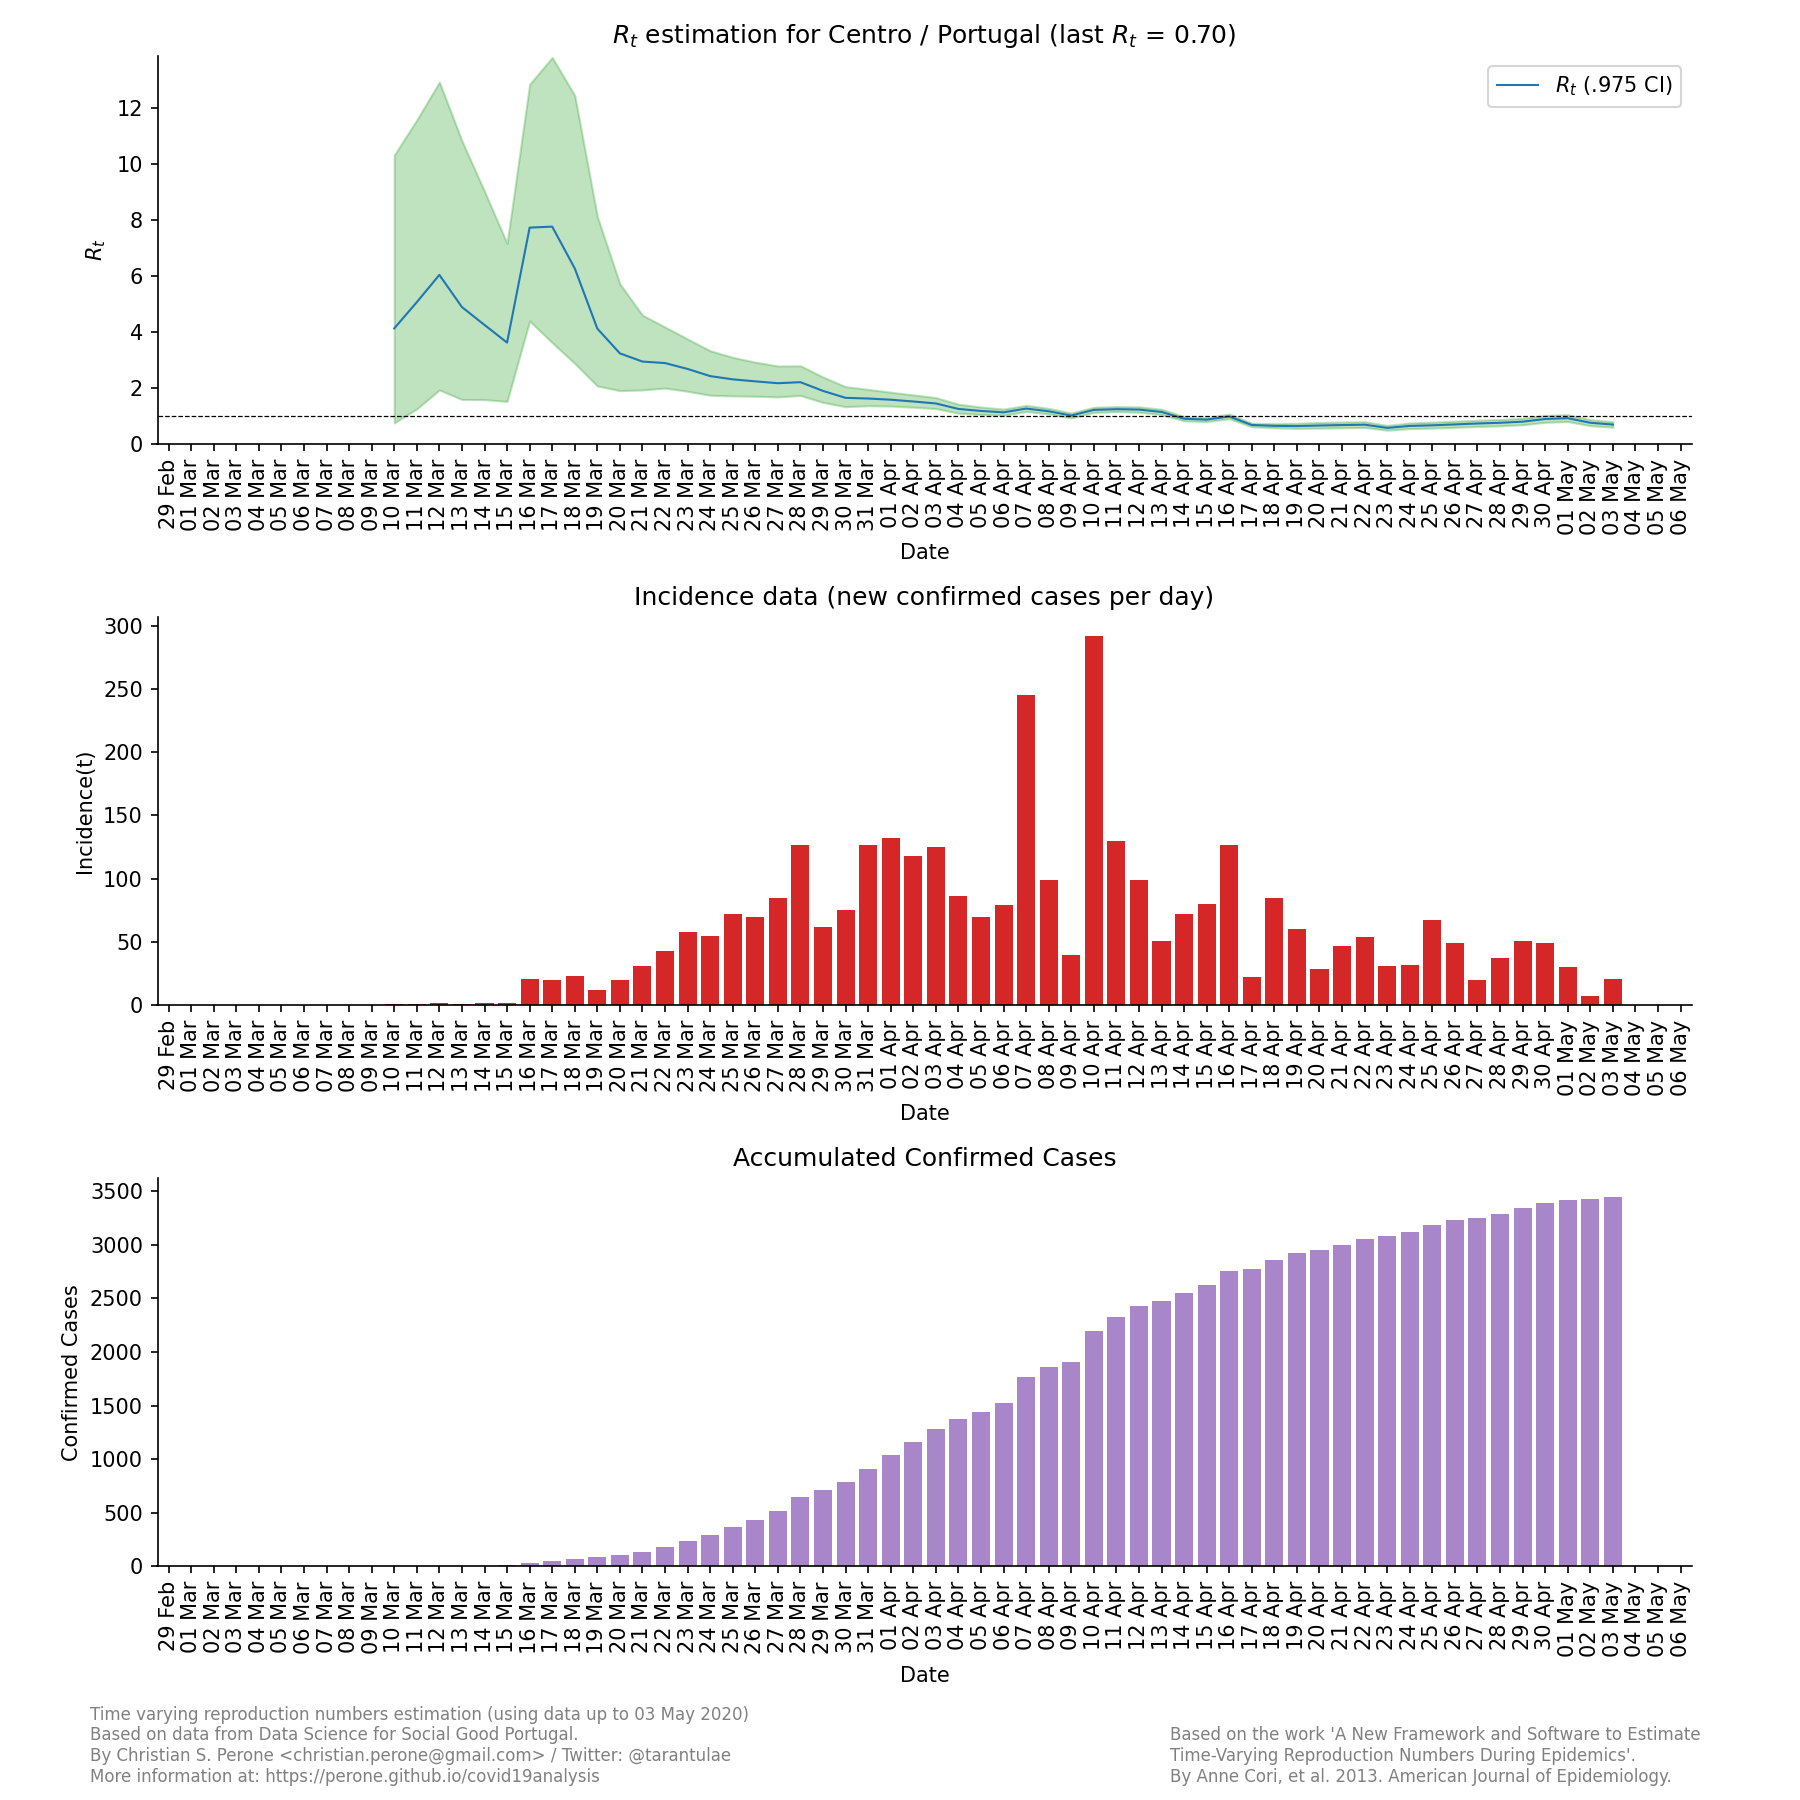 R_t estimation for Centro / Portugal (last R_t = 0.70)
R_t (.975 CI)
R_t
12
10
8
6
4
2
0
29 Feb
01 Mar
02 Mar
03 Mar
04 Mar
05 Mar
06 Mar
07 Mar
08 Mar
09 Mar
10 Mar
11 Mar
12 Mar
13 Mar
14 Mar
15 Mar
16 Mar
17 Mar
18 Mar
19 Mar
20 Mar
21 Mar
22 Mar
23 Mar
24 Mar
25 Mar
26 Mar
27 Mar
28 Mar
29 Mar
30 Mar
31 Mar
01 Apr
02 Apr
03 Apr
04 Apr
05 Apr
06 Apr
07 Apr
08 Apr
09 Apr
10 Apr
11 Apr
12 Apr
13 Apr
14 Apr
15 Apr
16 Apr
17 Apr
18 Apr
19 Apr
20 Apr
21 Apr
22 Apr
23 Apr
24 Apr
25 Apr
26 Apr
27 Apr
28 Apr
29 Apr
30 Apr
01 May
02 May
03 May
04 May
05 May
06 May
Date
Incidence data (new confirmed cases per day)
Incidence(t)
300
250
200
150
100
50
0
29 Feb
01 Mar
02 Mar
03 Mar
04 Mar
05 Mar
06 Mar
07 Mar
08 Mar
09 Mar
10 Mar
11 Mar
12 Mar
13 Mar
14 Mar
15 Mar
16 Mar
17 Mar
18 Mar
19 Mar
20 Mar
21 Mar
22 Mar
23 Mar
24 Mar
25 Mar
26 Mar
27 Mar
28 Mar
29 Mar
30 Mar
31 Mar
01 Apr
02 Apr
03 Apr
04 Apr
05 Apr
06 Apr
07 Apr
08 Apr
09 Apr
10 Apr
11 Apr
12 Apr
13 Apr
14 Apr
15 Apr
16 Apr
17 Apr
18 Apr
19 Apr
20 Apr
21 Apr
22 Apr
23 Apr
24 Apr
25 Apr
26 Apr
27 Apr
28 Apr
29 Apr
30 Apr
01 May
02 May
03 May
04 May
05 May
06 May
Date
Accumulated Confirmed Cases
Confirmed Cases
3500
3000
2500
2000
1500
1000
500
0
29 Feb
01 Mar
02 Mar
03 Mar
04 Mar
05 Mar
06 Mar
07 Mar
08 Mar
09 Mar
10 Mar
11 Mar
12 Mar
13 Mar
14 Mar
15 Mar
16 Mar
17 Mar
18 Mar
19 Mar
20 Mar
21 Mar
22 Mar
23 Mar
24 Mar
25 Mar
26 Mar
27 Mar
28 Mar
29 Mar
30 Mar
31 Mar
01 Apr
02 Apr
03 Apr
04 Apr
05 Apr
06 Apr
07 Apr
08 Apr
09 Apr
10 Apr
11 Apr
12 Apr
13 Apr
14 Apr
15 Apr
16 Apr
17 Apr
18 Apr
19 Apr
20 Apr
21 Apr
22 Apr
23 Apr
24 Apr
25 Apr
26 Apr
27 Apr
28 Apr
29 Apr
30 Apr
01 May
02 May
03 May
04 May
05 May
06 May
Date
Time varying reproduction numbers estimation (using data up to 03 May 2020)
Based on data from Data Science for Social Good Portugal.
By Christian S. Perone <christian.perone@gmail.com> / Twitter: @tarantulae
More information at: https://perone.github.io/covid19analysis
Based on the work 'A New Framework and Software to Estimate
Time-Varying Reproduction Numbers During Epidemics'.
By Anne Cori, et al. 2013. American Journal of Epidemiology.